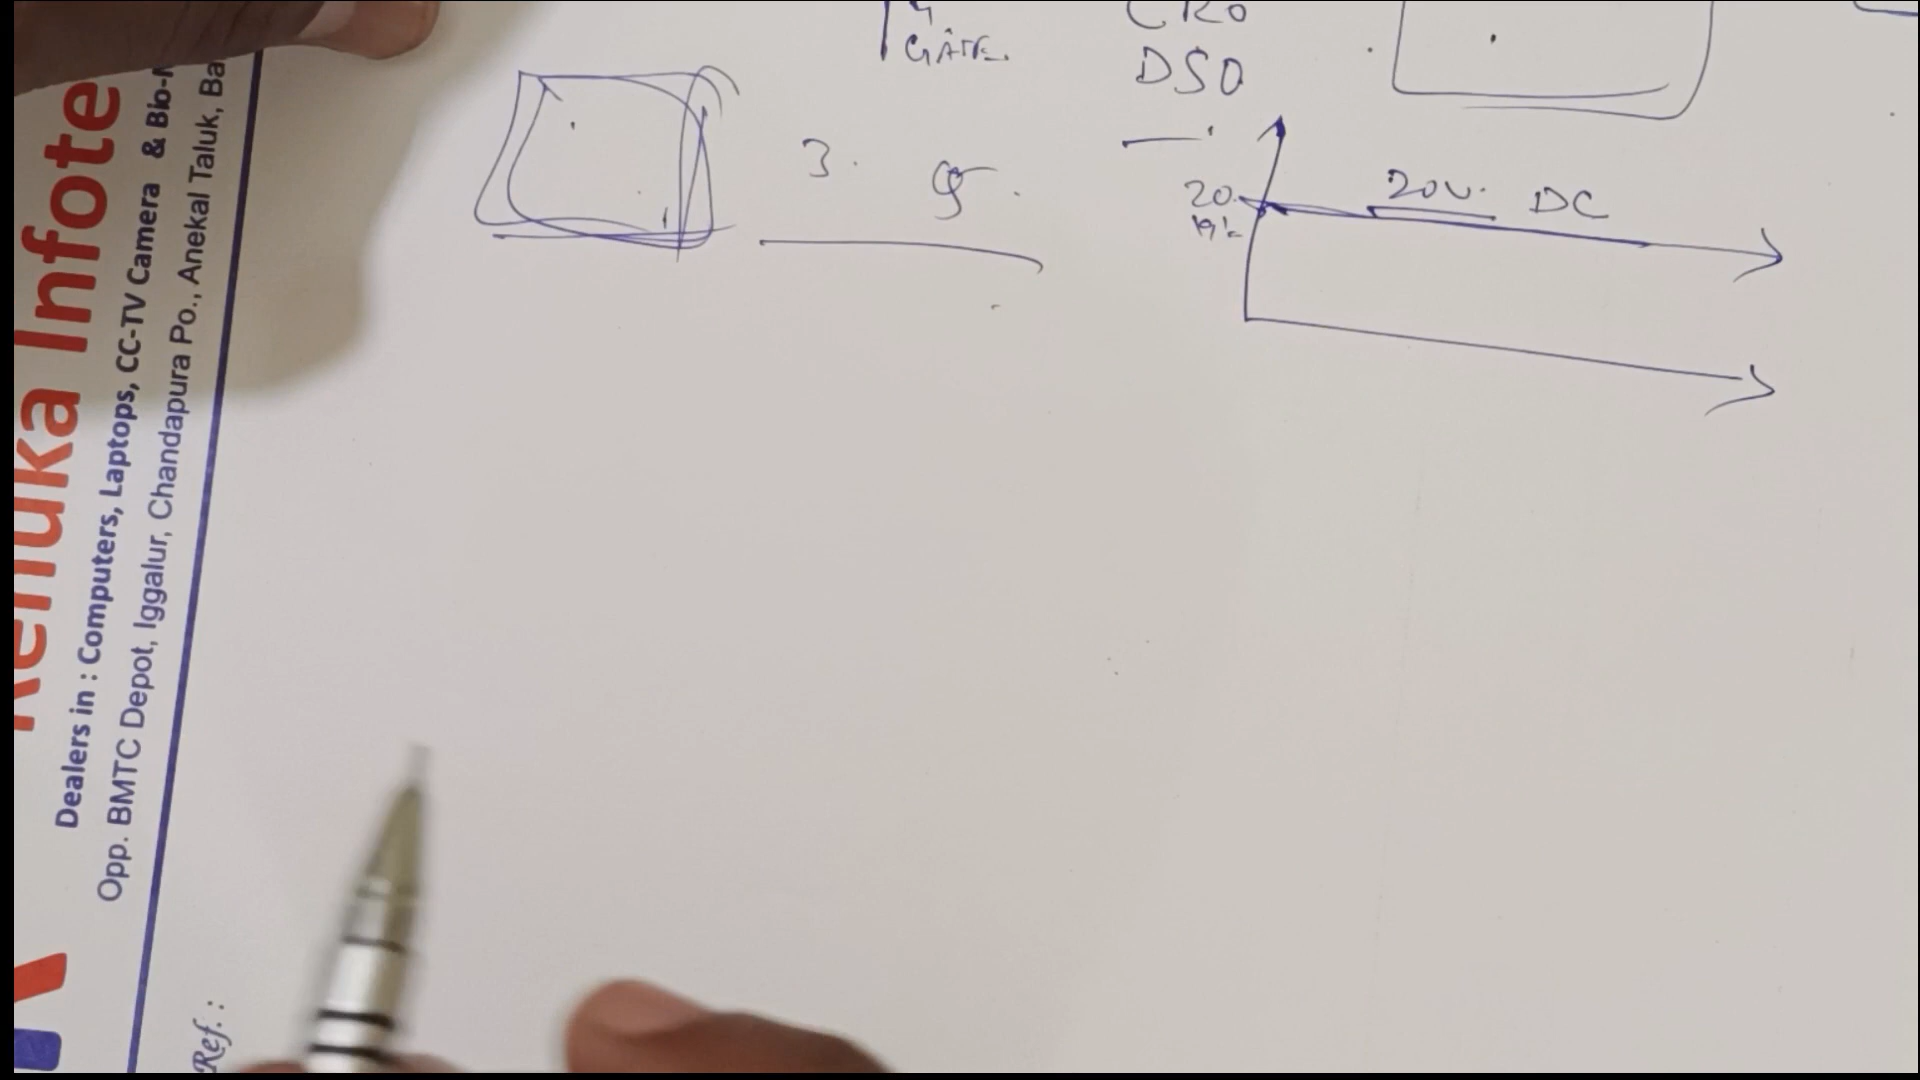 Renuka Infote
Dealers in : Computers, Laptops, CC-TV Camera & Bio-
Opp. BMTC Depot, Iggalur, Chandapura Po., Anekal Taluk, Ba
Ref. :
GATE
CRO
DSO
3.
20
20V. DC